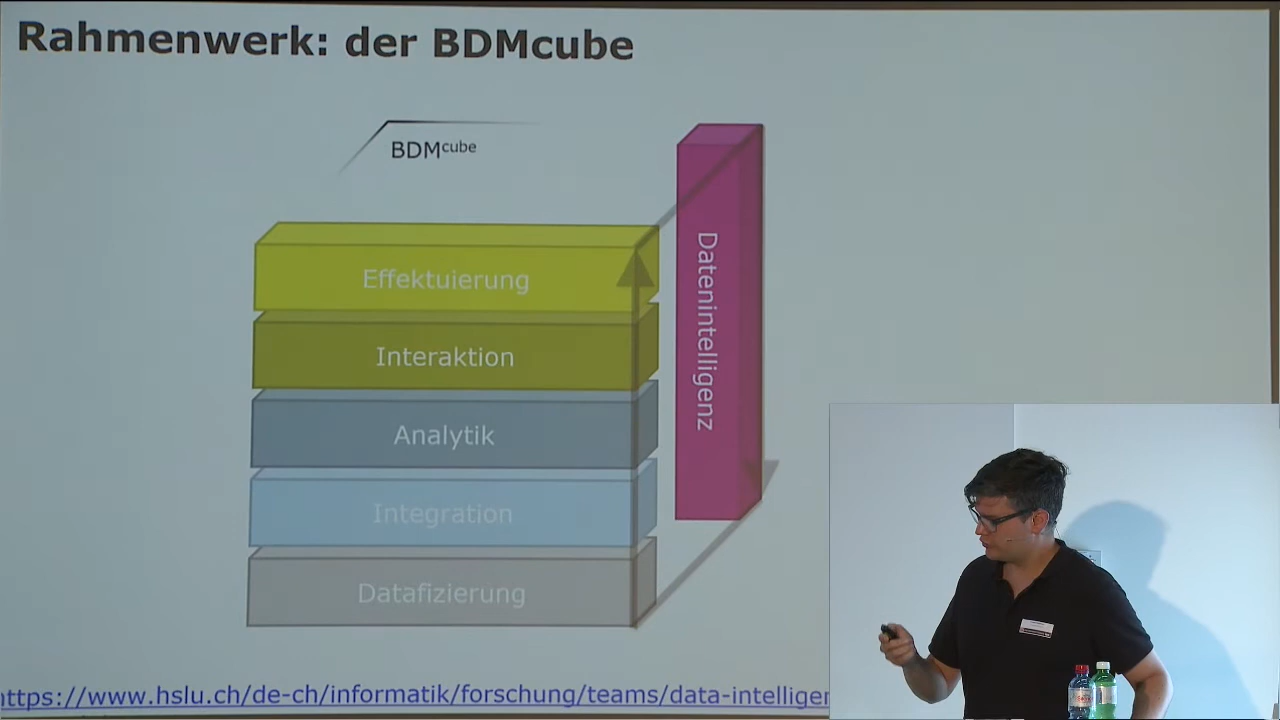 Rahmenwerk: der BDMcube
BDMcube
Effektuierung
Interaktion
Analytik
Integration
Datafizierung
Datenintelligenz
ttps://www.hslu.ch/de-ch/informatik/forschung/teams/data-intelligen